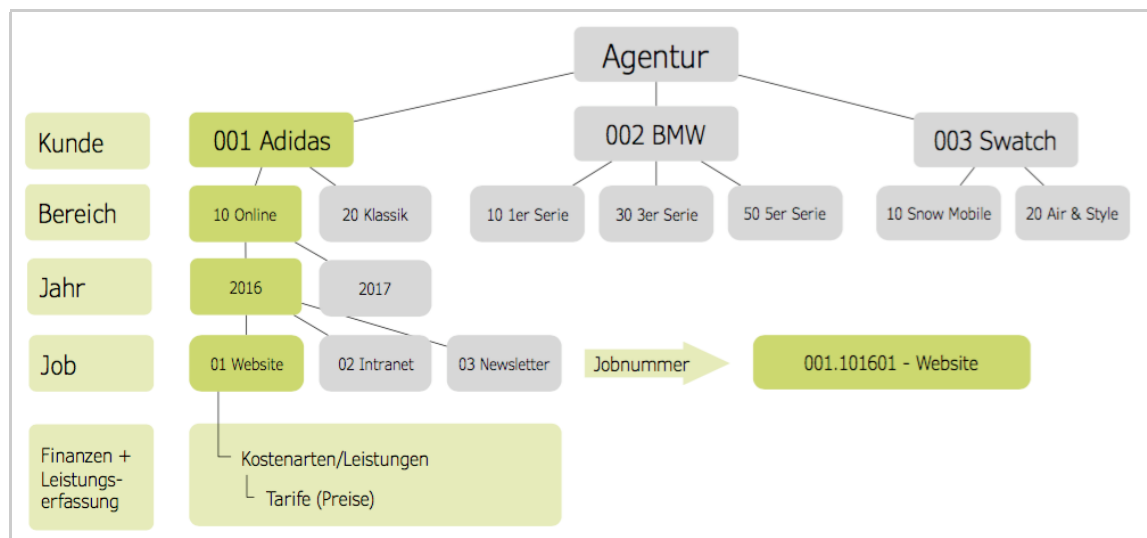 Agentur
Kunde
001 Adidas
002 BMW
003 Swatch
Bereich
10 Online
20 Klassik
10 1er Serie
30 3er Serie
50 5er Serie
10 Snow Mobile
20 Air & Style
Jahr
2016
2017
Job
01 Website
02 Intranet
03 Newsletter
Jobnummer
001.101601 - Website
Finanzen +
Leistungs-
erfassung
Kostenarten/Leistungen
Tarife (Preise)